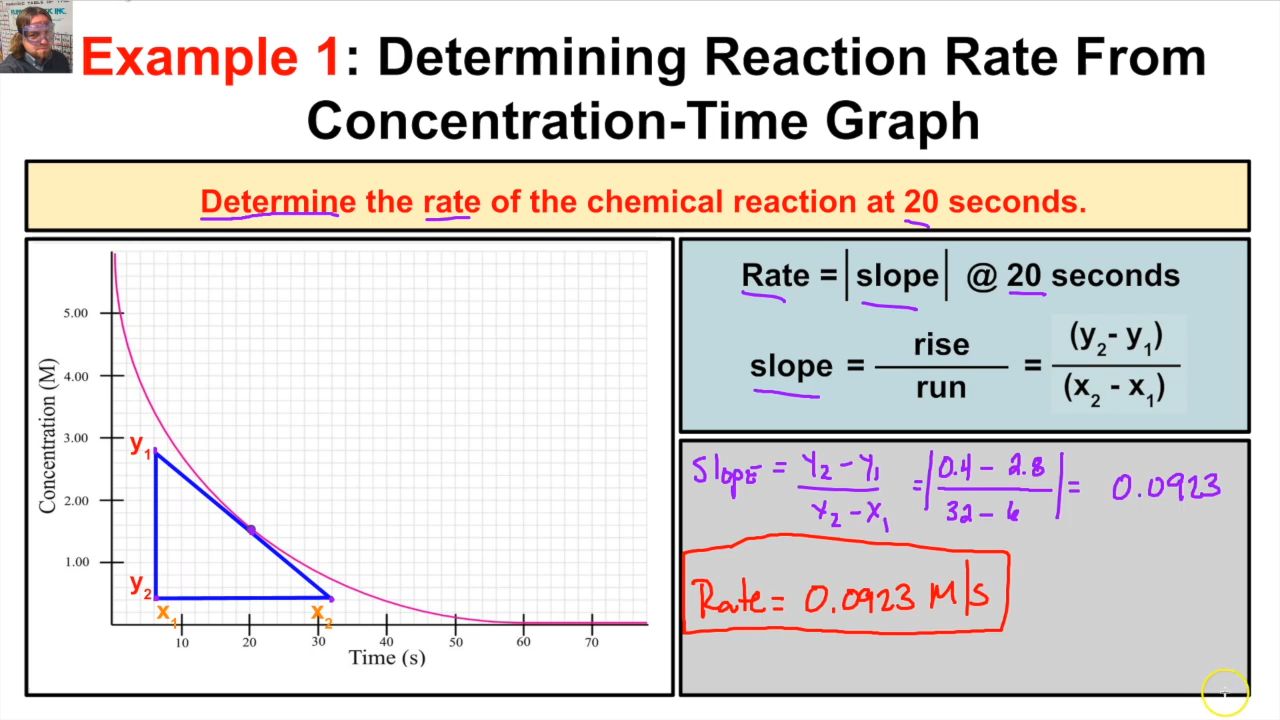 Example 1: Determining Reaction Rate From
Concentration-Time Graph
Determine the rate of the chemical reaction at 20 seconds.
Concentration (M)
5.00
4.00
3.00
2.00
1.00
y1
y2
x1
x2
10 20 30 40 50 60 70
Time (s)
Rate = |slope| @ 20 seconds
slope = rise / run = (y2 - y1) / (x2 - x1)
SLOPE = y2 - y1 / x2 - x1 = |0.4 - 2.8 / 32 - 6| = 0.0923
Rate = 0.0923 M/s